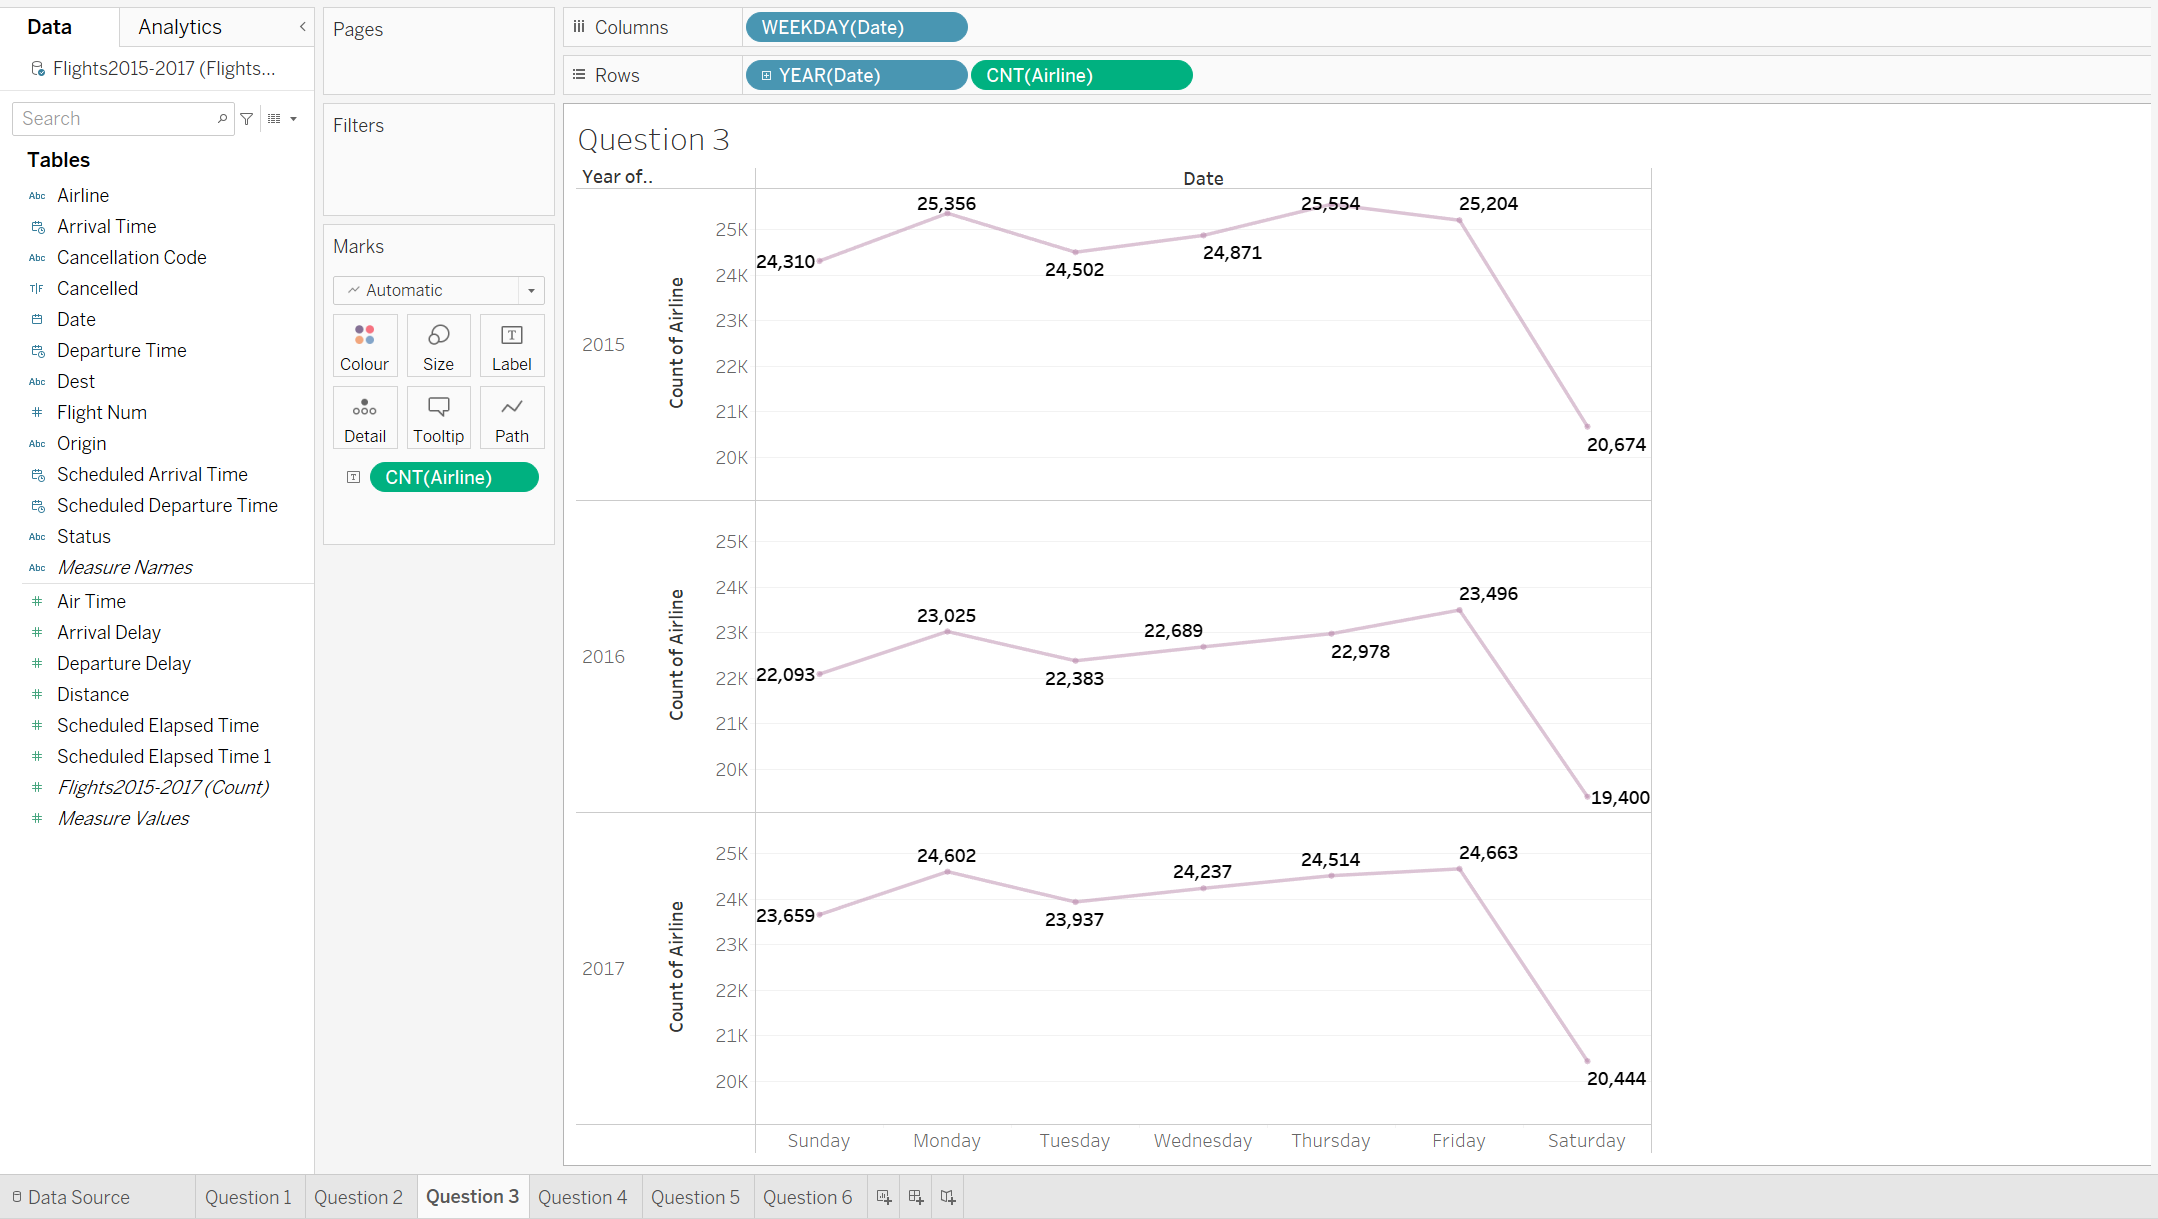 Data
Analytics
Flights2015-2017 (Flights...
Search
Tables
Abc Airline
Arrival Time
Abc Cancellation Code
T|F Cancelled
Date
Departure Time
Abc Dest
# Flight Num
Abc Origin
Scheduled Arrival Time
Scheduled Departure Time
Abc Status
Abc Measure Names
# Air Time
# Arrival Delay
# Departure Delay
# Distance
# Scheduled Elapsed Time
# Scheduled Elapsed Time 1
# Flights2015-2017 (Count)
# Measure Values
Pages
Filters
Marks
Automatic
Colour Size Label
Detail Tooltip Path
CNT(Airline)
Columns WEEKDAY(Date)
Rows YEAR(Date) CNT(Airline)
Question 3
Year of.. Date
2015
Count of Airline
25K
24K
23K
22K
21K
20K
24,310
25,356
24,502
24,871
25,554
25,204
20,674
2016
Count of Airline
25K
24K
23K
22K
21K
20K
22,093
23,025
22,383
22,689
22,978
23,496
19,400
2017
Count of Airline
25K
24K
23K
22K
21K
20K
23,659
24,602
23,937
24,237
24,514
24,663
20,444
Sunday Monday Tuesday Wednesday Thursday Friday Saturday
Data Source Question 1 Question 2 Question 3 Question 4 Question 5 Question 6